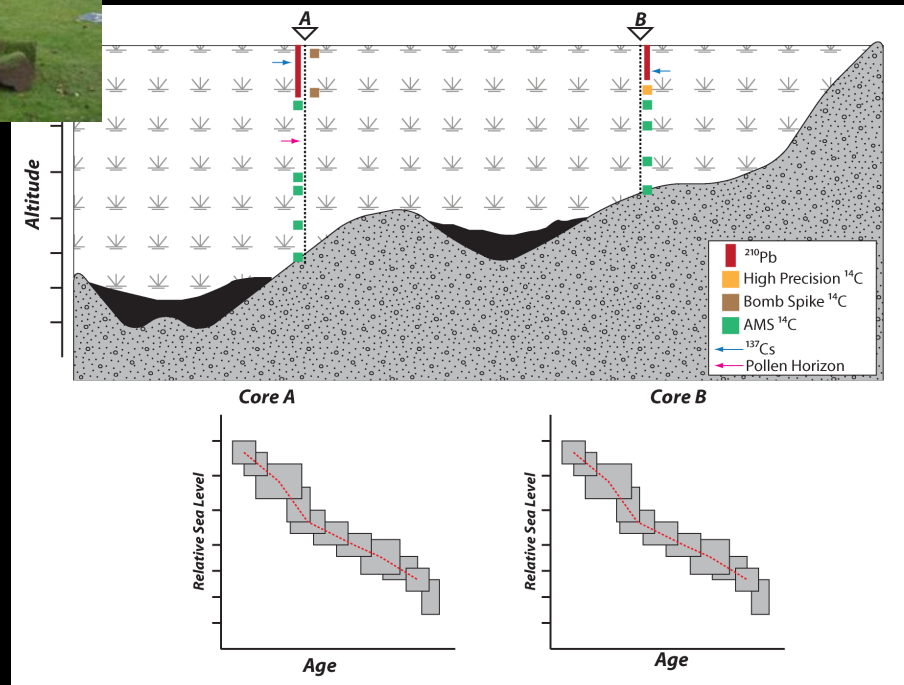 A
B
Altitude
²¹⁰Pb
High Precision ¹⁴C
Bomb Spike ¹⁴C
AMS ¹⁴C
¹³⁷Cs
Pollen Horizon
Core A
Core B
Relative Sea Level
Relative Sea Level
Age
Age